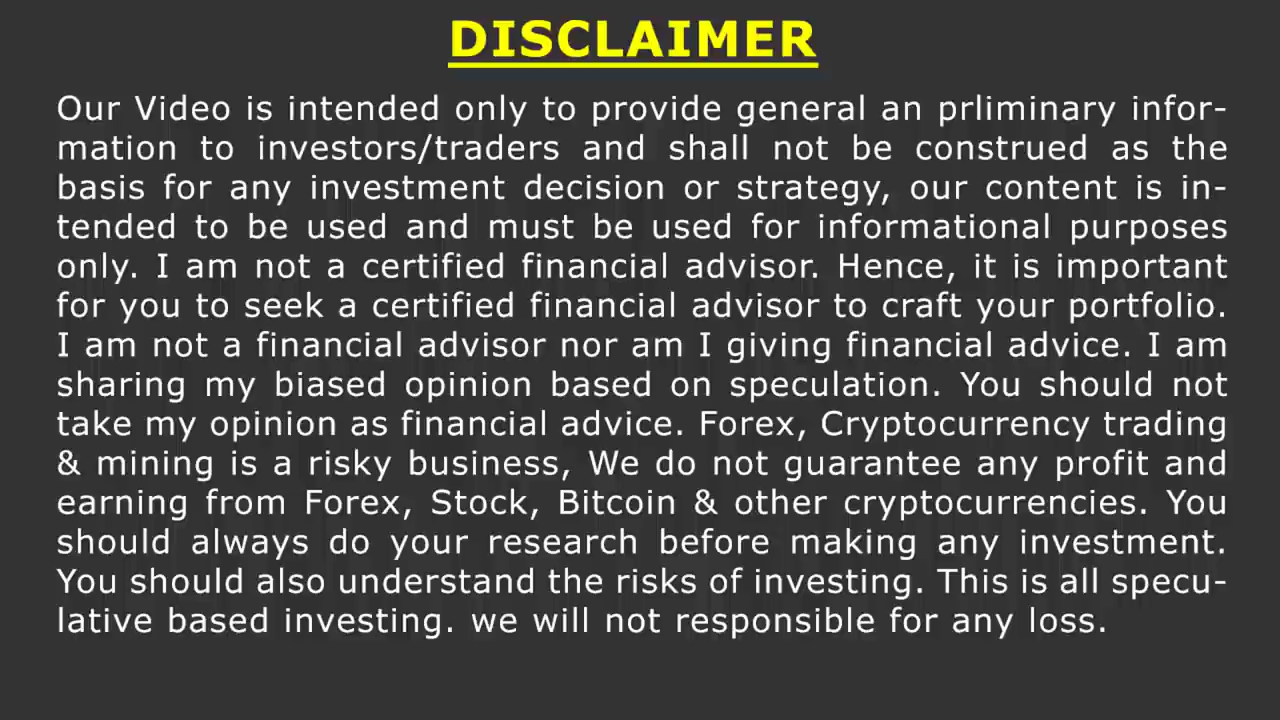 DISCLAIMER
Our Video is intended only to provide general an prliminary infor-
mation to investors/traders and shall not be construed as the
basis for any investment decision or strategy, our content is in-
tended to be used and must be used for informational purposes
only. I am not a certified financial advisor. Hence, it is important
for you to seek a certified financial advisor to craft your portfolio.
I am not a financial advisor nor am I giving financial advice. I am
sharing my biased opinion based on speculation. You should not
take my opinion as financial advice. Forex, Cryptocurrency trading
& mining is a risky business, We do not guarantee any profit and
earning from Forex, Stock, Bitcoin & other cryptocurrencies. You
should always do your research before making any investment.
You should also understand the risks of investing. This is all specu-
lative based investing. we will not responsible for any loss.